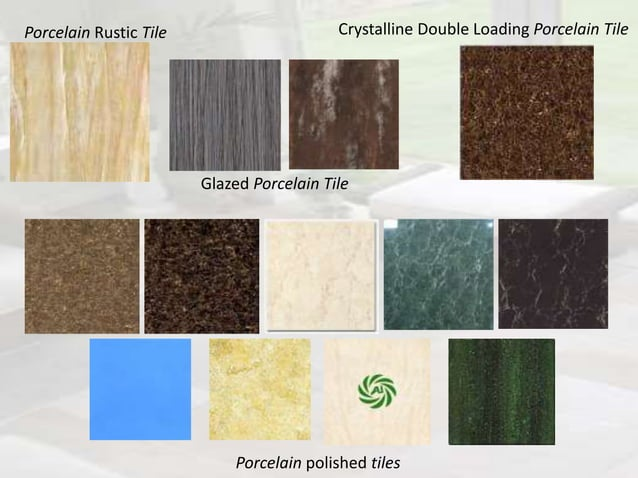 Porcelain Rustic Tile
Crystalline Double Loading Porcelain Tile
Glazed Porcelain Tile
Porcelain polished tiles